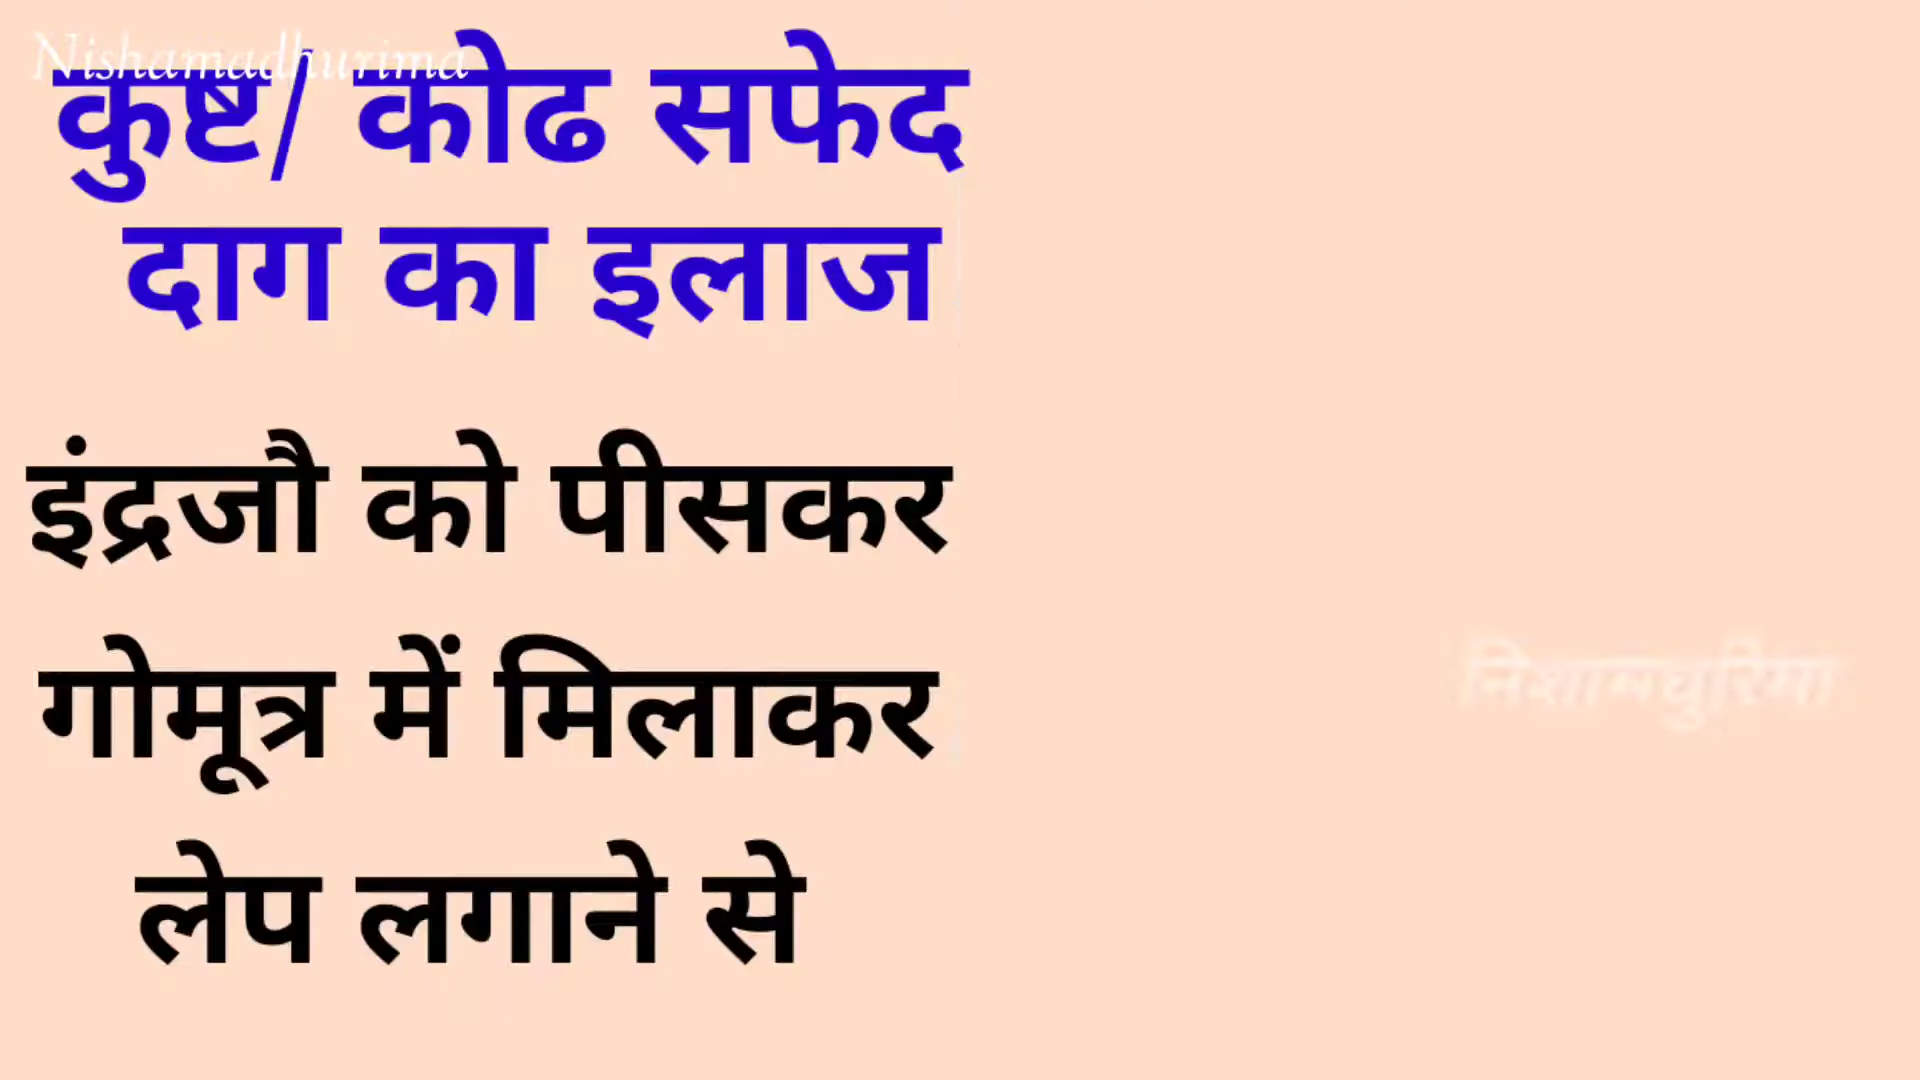 Nishamadhurima
कुष्ट/ कोढ सफेद
दाग का इलाज
इंद्रजौ को पीसकर
गोमूत्र में मिलाकर
निशामधुरिमा
लेप लगाने से